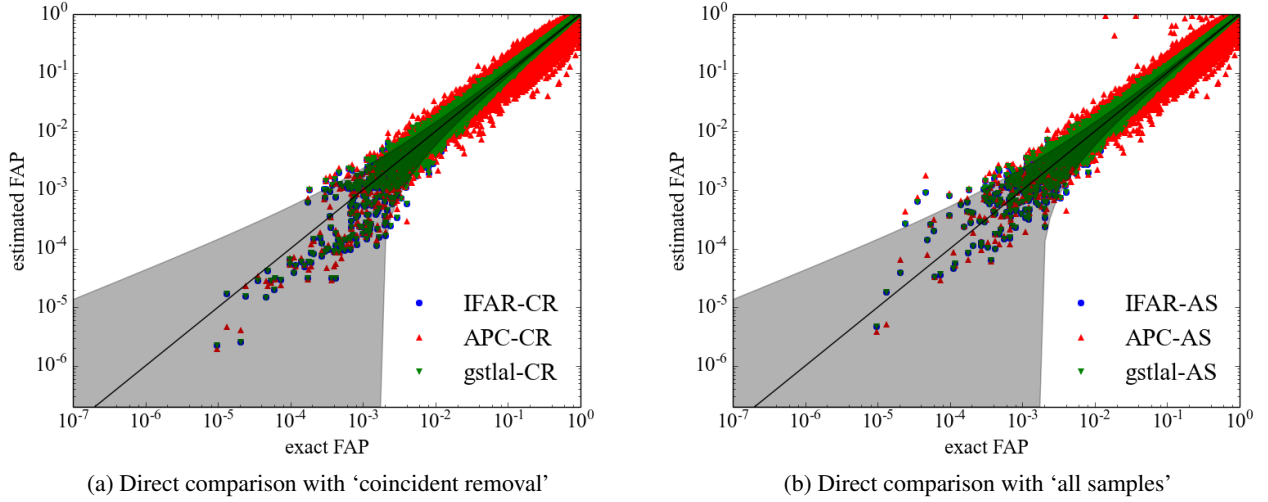 10^0
10^-1
10^-2
10^-3
10^-4
10^-5
10^-6
estimated FAP
IFAR-CR
APC-CR
gstlal-CR
10^-7 10^-6 10^-5 10^-4 10^-3 10^-2 10^-1 10^0
exact FAP
(a) Direct comparison with ‘coincident removal’
10^0
10^-1
10^-2
10^-3
10^-4
10^-5
10^-6
estimated FAP
IFAR-AS
APC-AS
gstlal-AS
10^-7 10^-6 10^-5 10^-4 10^-3 10^-2 10^-1 10^0
exact FAP
(b) Direct comparison with ‘all samples’